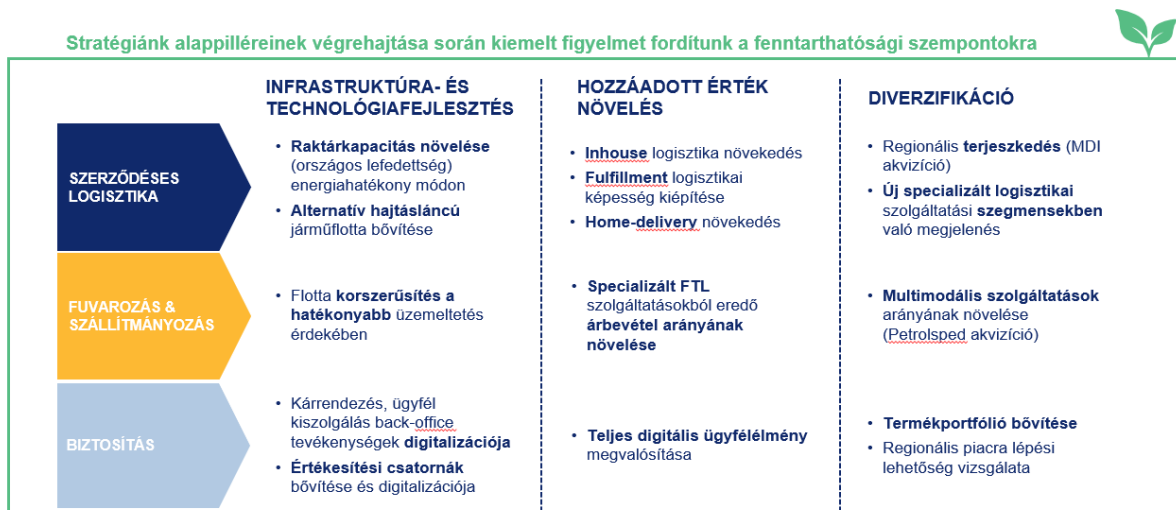 Stratégiánk alappilléreinek végrehajtása során kiemelt figyelmet fordítunk a fenntarthatósági szempontokra
INFRASTRUKTÚRA- ÉS
TECHNOLÓGIAFEJLESZTÉS
HOZZÁADOTT ÉRTÉK
NÖVELÉS
DIVERZIFIKÁCIÓ
SZERZŐDÉSES
LOGISZTIKA
• Raktárkapacitás növelése
(országos lefedettség)
energiahatékony módon
• Alternatív hajtásláncú
járműflotta bővítése
• Inhouse logisztika növekedés
• Fulfillment logisztikai
képesség kiépítése
• Home-delivery növekedés
• Regionális terjeszkedés (MDI
akvizíció)
• Új specializált logisztikai
szolgáltatási szegmensekben
való megjelenés
FUVAROZÁS &
SZÁLLÍTMÁNYOZÁS
• Flotta korszerűsítés a
hatékonyabb üzemeltetés
érdekében
• Specializált FTL
szolgáltatásokból eredő
árbevétel arányának
növelése
• Multimodális szolgáltatások
arányának növelése
(Petrolsped akvizíció)
BIZTOSÍTÁS
• Kárrendezés, ügyfél
kiszolgálás back-office
tevékenységek digitalizációja
• Értékesítési csatornák
bővítése és digitalizációja
• Teljes digitális ügyfélélmény
megvalósítása
• Termékportfólió bővítése
• Regionális piacra lépési
lehetőség vizsgálata